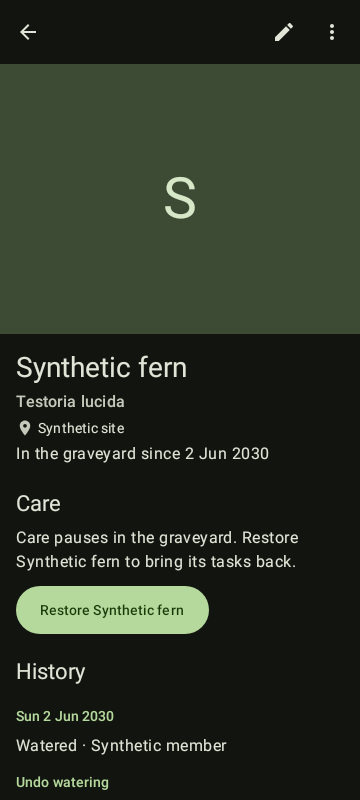 S
Synthetic fern
Testoria lucida
Synthetic site
In the graveyard since 2 Jun 2030
Care
Care pauses in the graveyard. Restore
Synthetic fern to bring its tasks back.
Restore Synthetic fern
History
Sun 2 Jun 2030
Watered · Synthetic member
Undo watering